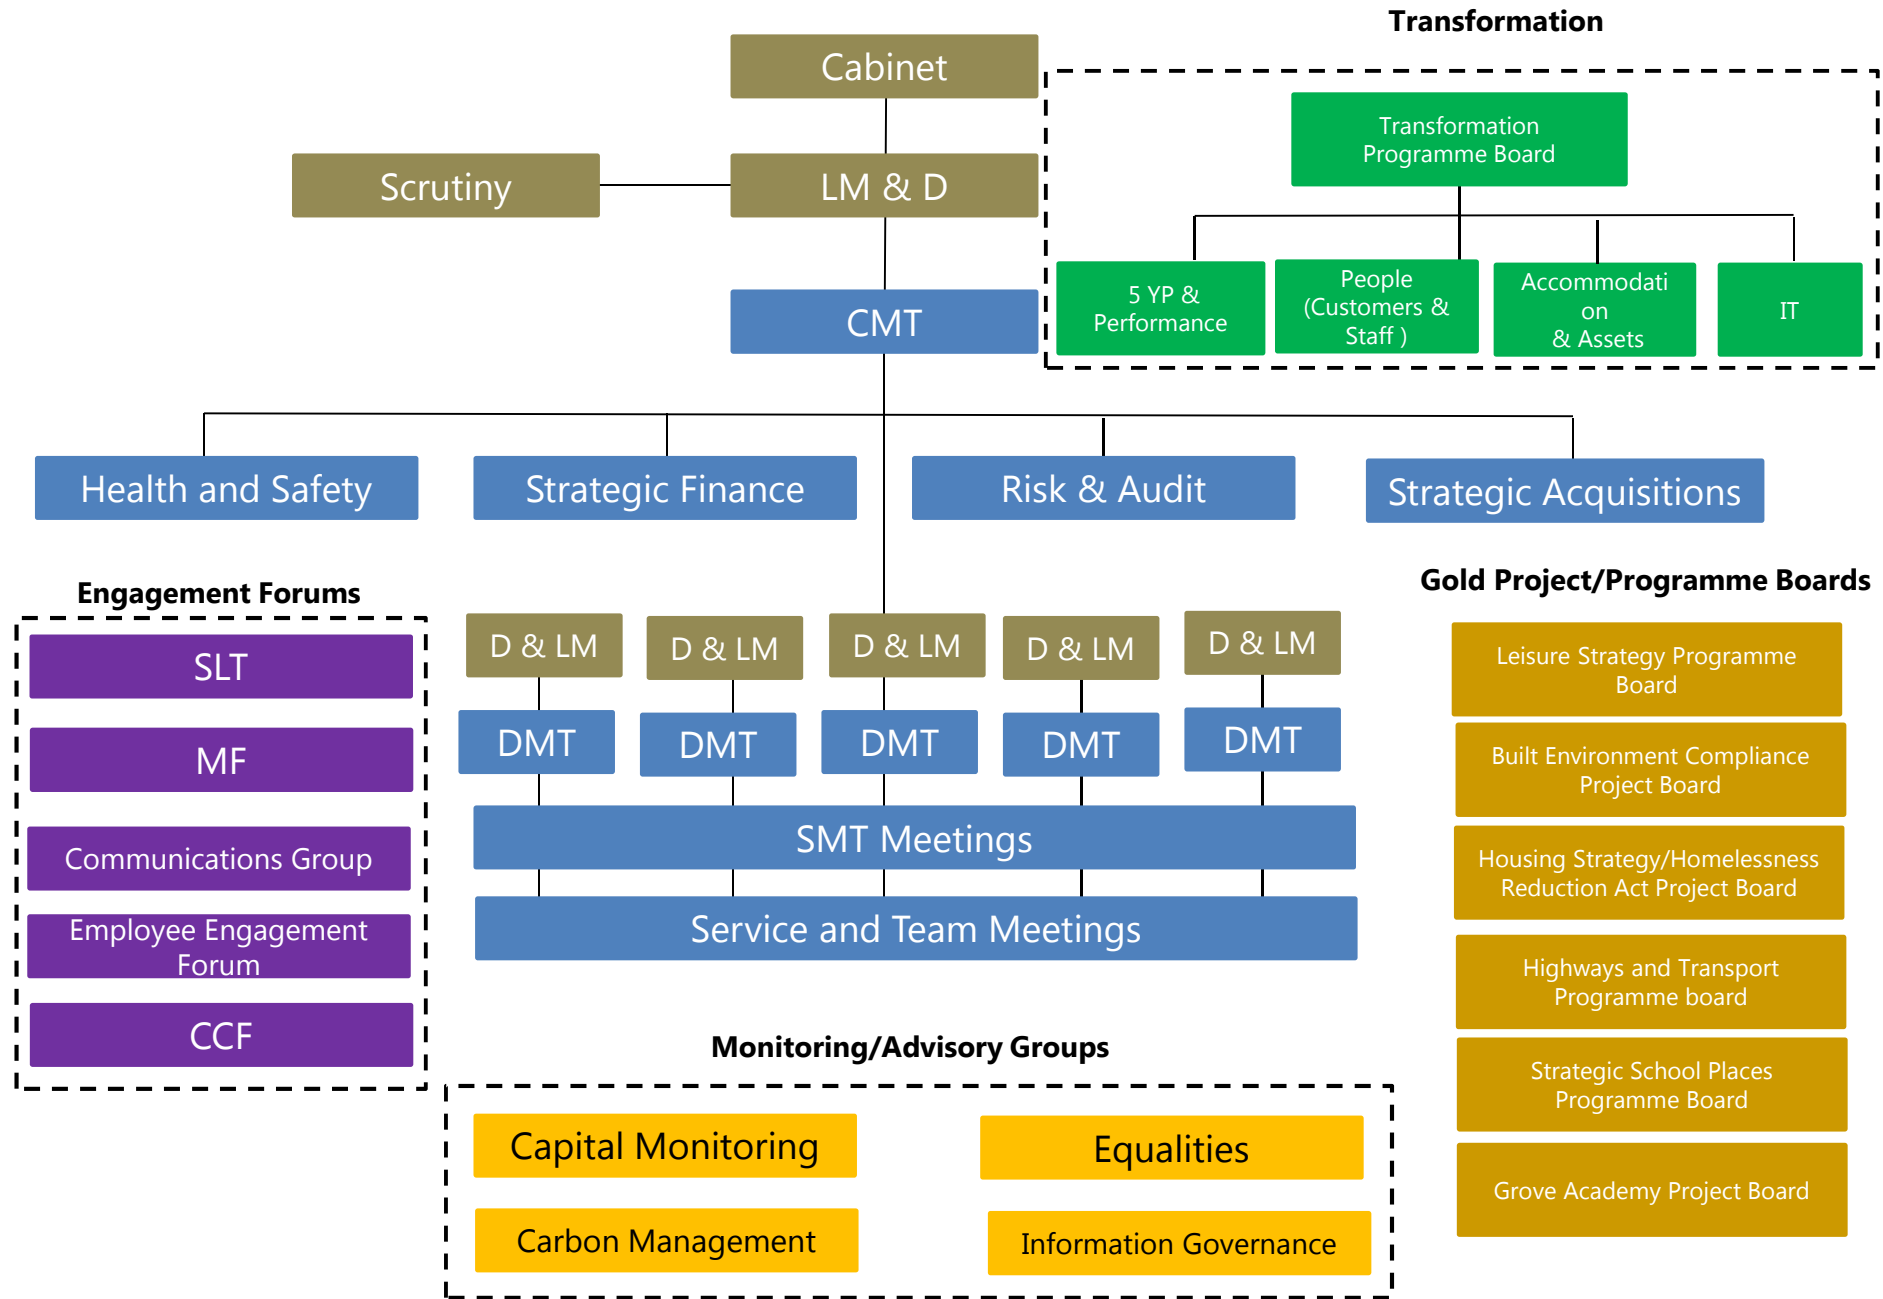 Transformation
Cabinet
Transformation
Programme Board
Scrutiny
LM & D
5 YP &
Performance
People
(Customers &
Staff )
Accommodati
on
& Assets
IT
CMT
Health and Safety
Strategic Finance
Risk & Audit
Strategic Acquisitions
Engagement Forums
SLT
MF
Communications Group
Employee Engagement
Forum
CCF
D & LM
D & LM
D & LM
D & LM
D & LM
DMT
DMT
DMT
DMT
DMT
SMT Meetings
Service and Team Meetings
Gold Project/Programme Boards
Leisure Strategy Programme
Board
Built Environment Compliance
Project Board
Housing Strategy/Homelessness
Reduction Act Project Board
Highways and Transport
Programme board
Strategic School Places
Programme Board
Grove Academy Project Board
Monitoring/Advisory Groups
Capital Monitoring
Equalities
Carbon Management
Information Governance